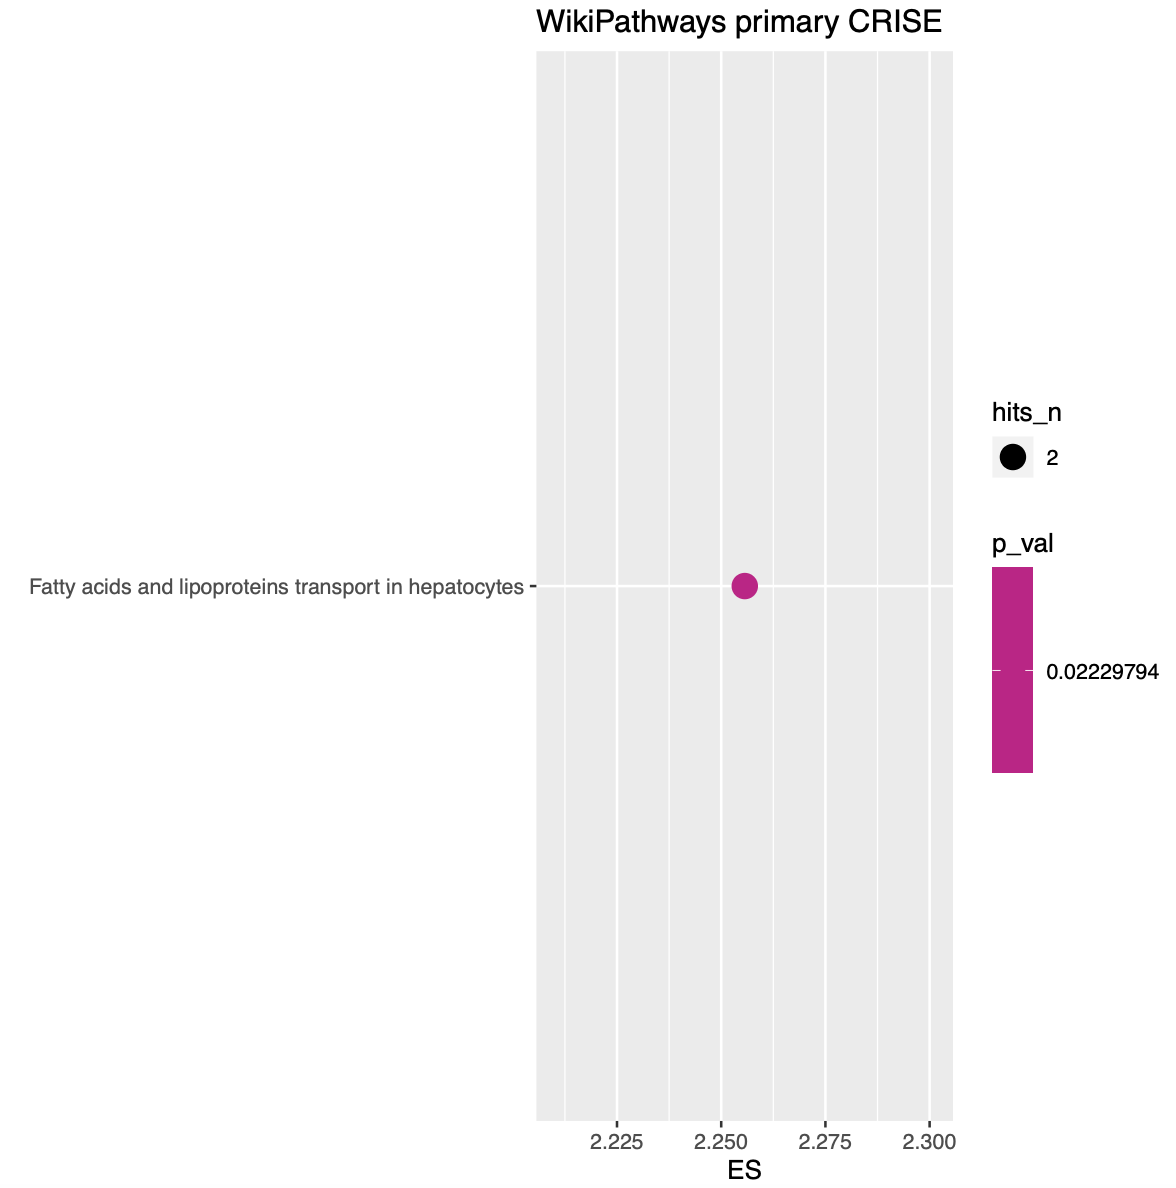 WikiPathways primary CRISE
hits_n
2
p_val
Fatty acids and lipoproteins transport in hepatocytes
0.02229794
2.225 2.250 2.275 2.300
ES